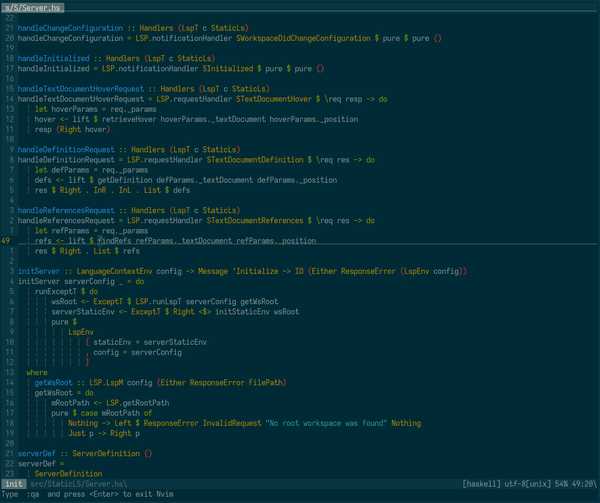 s/S/Server.hs
22
21 handleChangeConfiguration :: Handlers (LspT c StaticLs)
20 handleChangeConfiguration = LSP.notificationHandler SWorkspaceDidChangeConfiguration $ pure $ pure ()
19
18 handleInitialized :: Handlers (LspT c StaticLs)
17 handleInitialized = LSP.notificationHandler SInitialized $ pure $ pure ()
16
15 handleTextDocumentHoverRequest :: Handlers (LspT c StaticLs)
14 handleTextDocumentHoverRequest = LSP.requestHandler STextDocumentHover $ \req resp -> do
13 ¦ let hoverParams = req._params
12 ¦ hover <- lift $ retrieveHover hoverParams._textDocument hoverParams._position
11 ¦ resp (Right hover)
10
9 handleDefinitionRequest :: Handlers (LspT c StaticLs)
8 handleDefinitionRequest = LSP.requestHandler STextDocumentDefinition $ \req res -> do
7 ¦ let defParams = req._params
6 ¦ defs <- lift $ getDefinition defParams._textDocument defParams._position
5 ¦ res $ Right . InR . InL . List $ defs
4
3 handleReferencesRequest :: Handlers (LspT c StaticLs)
2 handleReferencesRequest = LSP.requestHandler STextDocumentReferences $ \req res -> do
1 ¦ let refParams = req._params
49 ¦ refs <- lift $ findRefs refParams._textDocument refParams._position
1 ¦ res $ Right . List $ refs
2
3 initServer :: LanguageContextEnv config -> Message 'Initialize -> IO (Either ResponseError (LspEnv config))
4 initServer serverConfig _ = do
5 ¦ runExceptT $ do
6 ¦ ¦ ¦ wsRoot <- ExceptT $ LSP.runLspT serverConfig getWsRoot
7 ¦ ¦ ¦ serverStaticEnv <- ExceptT $ Right <$> initStaticEnv wsRoot
8 ¦ ¦ ¦ pure $
9 ¦ ¦ ¦ ¦ ¦ LspEnv
10 ¦ ¦ ¦ ¦ ¦ ¦ ¦ { staticEnv = serverStaticEnv
11 ¦ ¦ ¦ ¦ ¦ ¦ ¦ , config = serverConfig
12 ¦ ¦ ¦ ¦ ¦ ¦ ¦ }
13 where
14 ¦ getWsRoot :: LSP.LspM config (Either ResponseError FilePath)
15 ¦ getWsRoot = do
16 ¦ ¦ ¦ mRootPath <- LSP.getRootPath
17 ¦ ¦ ¦ pure $ case mRootPath of
18 ¦ ¦ ¦ ¦ ¦ Nothing -> Left $ ResponseError InvalidRequest "No root workspace was found" Nothing
19 ¦ ¦ ¦ ¦ ¦ Just p -> Right p
20
21 serverDef :: ServerDefinition ()
22 serverDef =
23 ¦ ServerDefinition
init src/StaticLS/Server.hs\ [haskell] utf-8[unix] 54% 49:20\
Type :qa and press <Enter> to exit Nvim